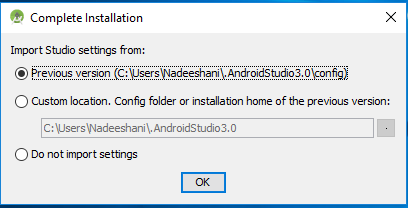 Complete Installation
Import Studio settings from:
Previous version (C:\Users\Nadeeshani\.AndroidStudio3.0\config)
Custom location. Config folder or installation home of the previous version:
C:\Users\Nadeeshani\.AndroidStudio3.0
.
Do not import settings
OK